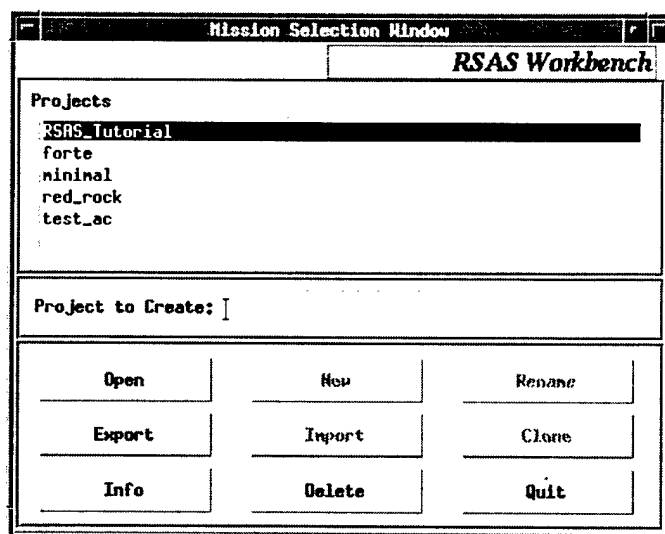 Mission Selection Window
RSAS Workbench
Projects
RSAS_Tutorial
forte
minimal
red_rock
test_ac
Project to Create:
Open New Rename
Export Import Clone
Info Delete Quit